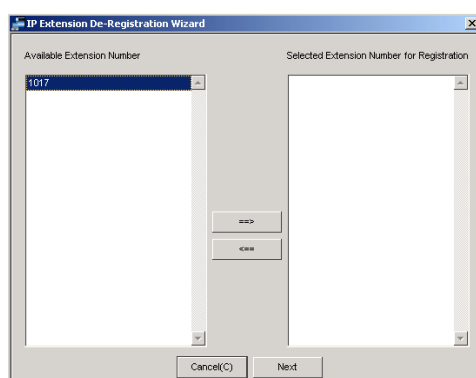 IP Extension De-Registration Wizard
Available Extension Number
Selected Extension Number for Registration
1017
==>
<==
Cancel(C)
Next